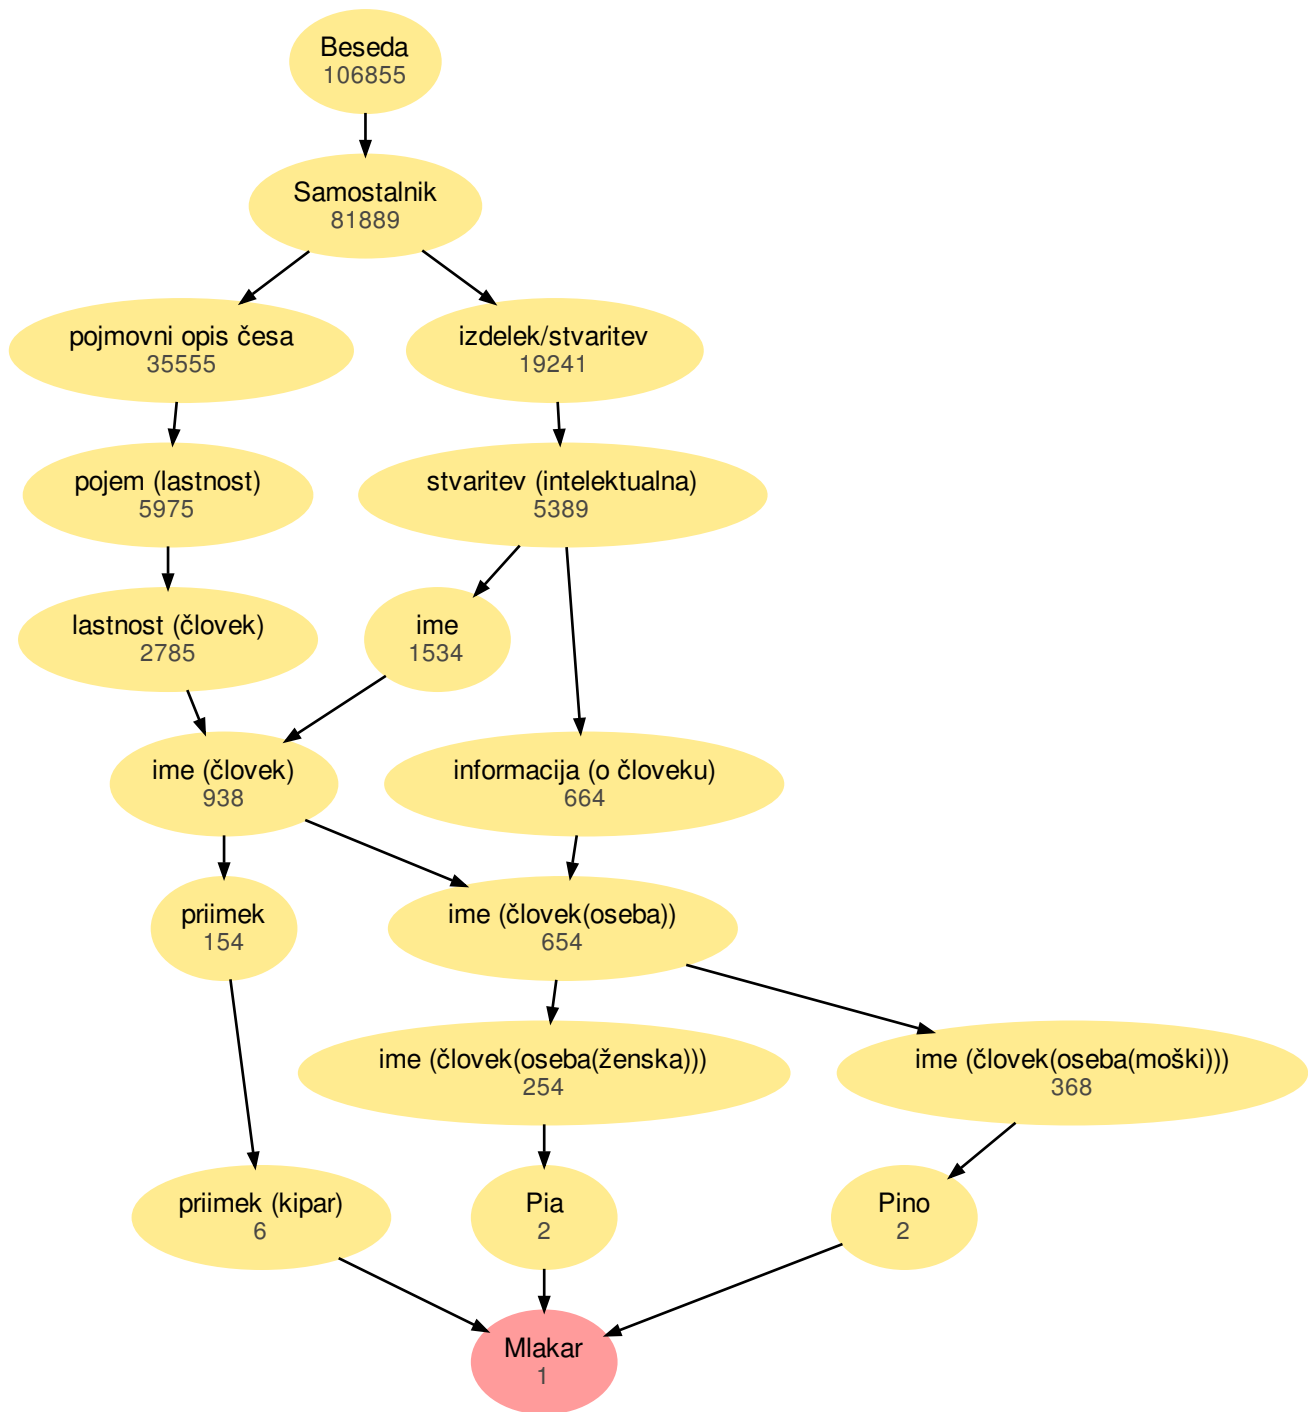 Beseda
106855
Samostalnik
81889
pojmovni opis česa
35555
izdelek/stvaritev
19241
pojem (lastnost)
5975
stvaritev (intelektualna)
5389
lastnost (človek)
2785
ime
1534
ime (človek)
938
informacija (o človeku)
664
priimek
154
ime (človek(oseba))
654
ime (človek(oseba(ženska)))
254
ime (človek(oseba(moški)))
368
priimek (kipar)
6
Pia
2
Pino
2
Mlakar
1